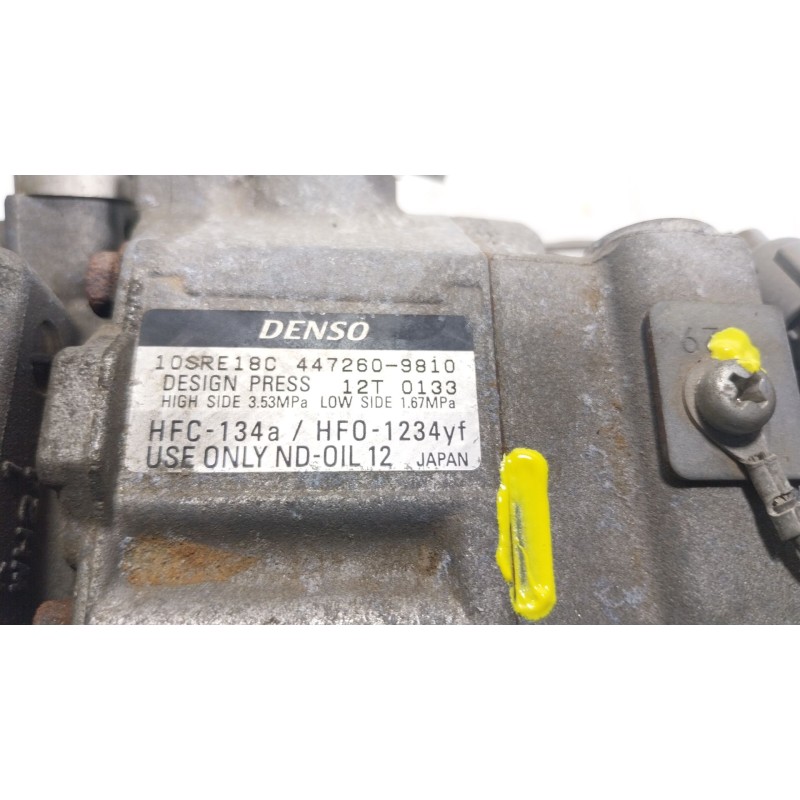 DENSO
10SRE18C 447260-9810
DESIGN PRESS 12T 0133
HIGH SIDE 3.53MPa LOW SIDE 1.67MPa
HFC-134a / HFO-1234yf
USE ONLY ND-OIL 12 JAPAN